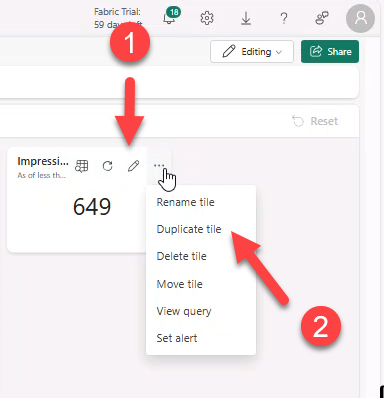 Fabric Trial:
59 days left
18
1
Editing
Share
Reset
Impressi...
As of less th...
649
Rename tile
Duplicate tile
Delete tile
Move tile
View query
Set alert
2